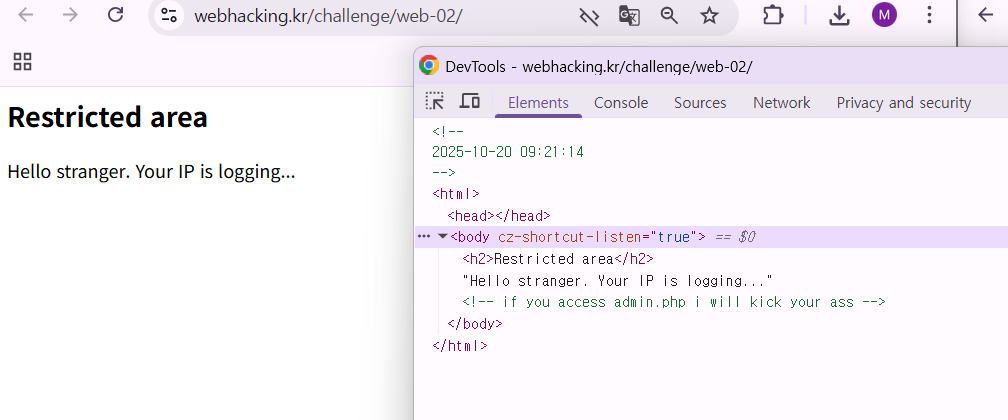 webhacking.kr/challenge/web-02/
M
DevTools - webhacking.kr/challenge/web-02/
Elements Console Sources Network Privacy and security
Restricted area
Hello stranger. Your IP is logging...
<!--
2025-10-20 09:21:14
-->
<html>
<head></head>
<body cz-shortcut-listen="true"> == $0
<h2>Restricted area</h2>
"Hello stranger. Your IP is logging..."
<!-- if you access admin.php i will kick your ass -->
</body>
</html>